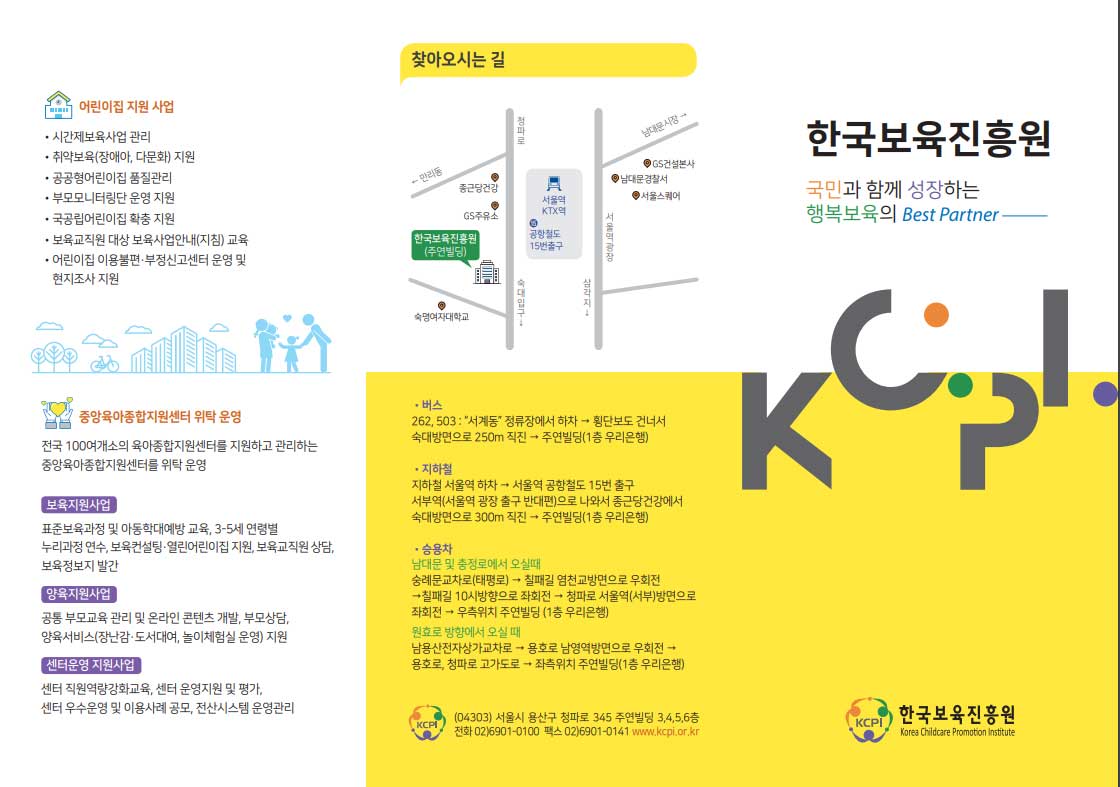 어린이집 지원 사업
• 시간제보육사업 관리
• 취약보육(장애아, 다문화) 지원
• 공공형어린이집 품질관리
• 부모모니터링단 운영 지원
• 국공립어린이집 확충 지원
• 보육교직원 대상 보육사업안내(지침) 교육
• 어린이집 이용불편·부정신고센터 운영 및
현지조사 지원
중앙육아종합지원센터 위탁 운영
전국 100여개소의 육아종합지원센터를 지원하고 관리하는
중앙육아종합지원센터를 위탁 운영
보육지원사업
표준보육과정 및 아동학대예방 교육, 3-5세 연령별
누리과정 연수, 보육컨설팅·열린어린이집 지원, 보육교직원 상담,
보육정보지 발간
양육지원사업
공통 부모교육 관리 및 온라인 콘텐츠 개발, 부모상담,
양육서비스(장난감·도서대여, 놀이체험실 운영) 지원
센터운영 지원사업
센터 직원역량강화교육, 센터 운영지원 및 평가,
센터 우수운영 및 이용사례 공모, 전산시스템 운영관리
찾아오시는 길
청파로
남대문시장 →
← 만리동
GS건설본사
남대문경찰서
서울스퀘어
종근당건강
GS주유소
서울역
KTX역
15
공항철도
15번출구
서울역광장
한국보육진흥원
(주연빌딩)
숙대입구→
삼각지→
숙명여자대학교
• 버스
262, 503 : “서계동” 정류장에서 하차 → 횡단보도 건너서
숙대방면으로 250m 직진 → 주연빌딩(1층 우리은행)
• 지하철
지하철 서울역 하차 → 서울역 공항철도 15번 출구
서부역(서울역 광장 출구 반대편)으로 나와서 종근당건강에서
숙대방면으로 300m 직진 → 주연빌딩(1층 우리은행)
• 승용차
남대문 및 충정로에서 오실때
숭례문교차로(태평로) → 칠패길 염천교방면으로 우회전
→칠패길 10시방향으로 좌회전 → 청파로 서울역(서부)방면으로
좌회전 → 우측위치 주연빌딩 (1층 우리은행)
원효로 방향에서 오실 때
남용산전자상가교차로 → 용호로 남영역방면으로 우회전 →
용호로, 청파로 고가도로 → 좌측위치 주연빌딩(1층 우리은행)
KCPI
(04303) 서울시 용산구 청파로 345 주연빌딩 3,4,5,6층
전화 02)6901-0100 팩스 02)6901-0141 www.kcpi.or.kr
한국보육진흥원
국민과 함께 성장하는
행복보육의 Best Partner
KCPI
KCPI
한국보육진흥원
Korea Childcare Promotion Institute